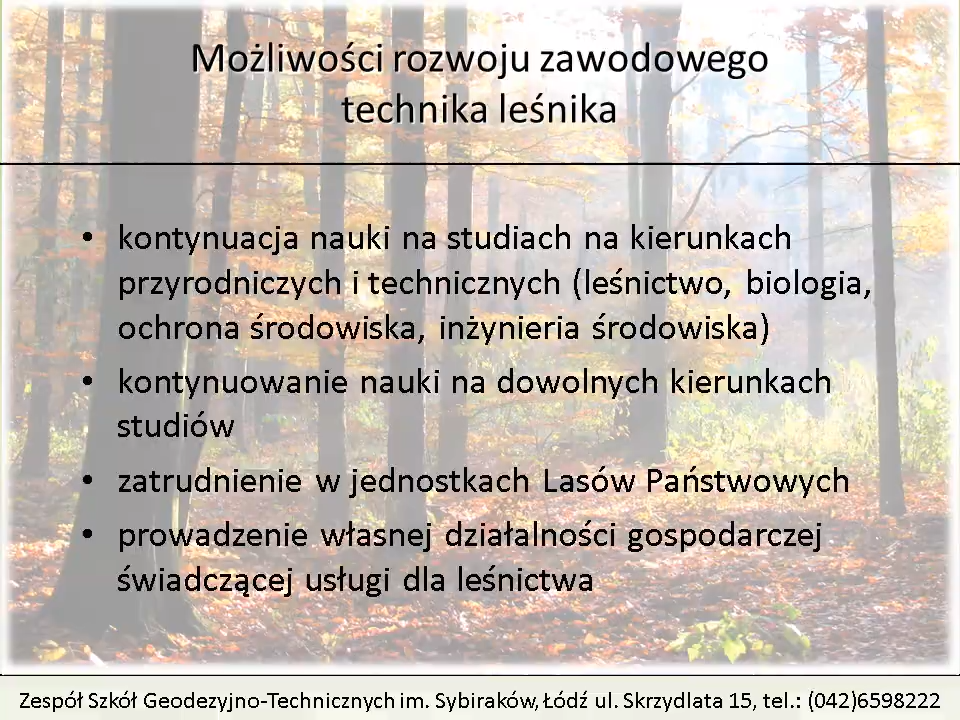 Możliwości rozwoju zawodowego
technika leśnika
• kontynuacja nauki na studiach na kierunkach
przyrodniczych i technicznych (leśnictwo, biologia,
ochrona środowiska, inżynieria środowiska)
• kontynuowanie nauki na dowolnych kierunkach
studiów
• zatrudnienie w jednostkach Lasów Państwowych
• prowadzenie własnej działalności gospodarczej
świadczącej usługi dla leśnictwa
Zespół Szkół Geodezyjno-Technicznych im. Sybiraków, Łódź ul. Skrzydlata 15, tel.: (042)6598222